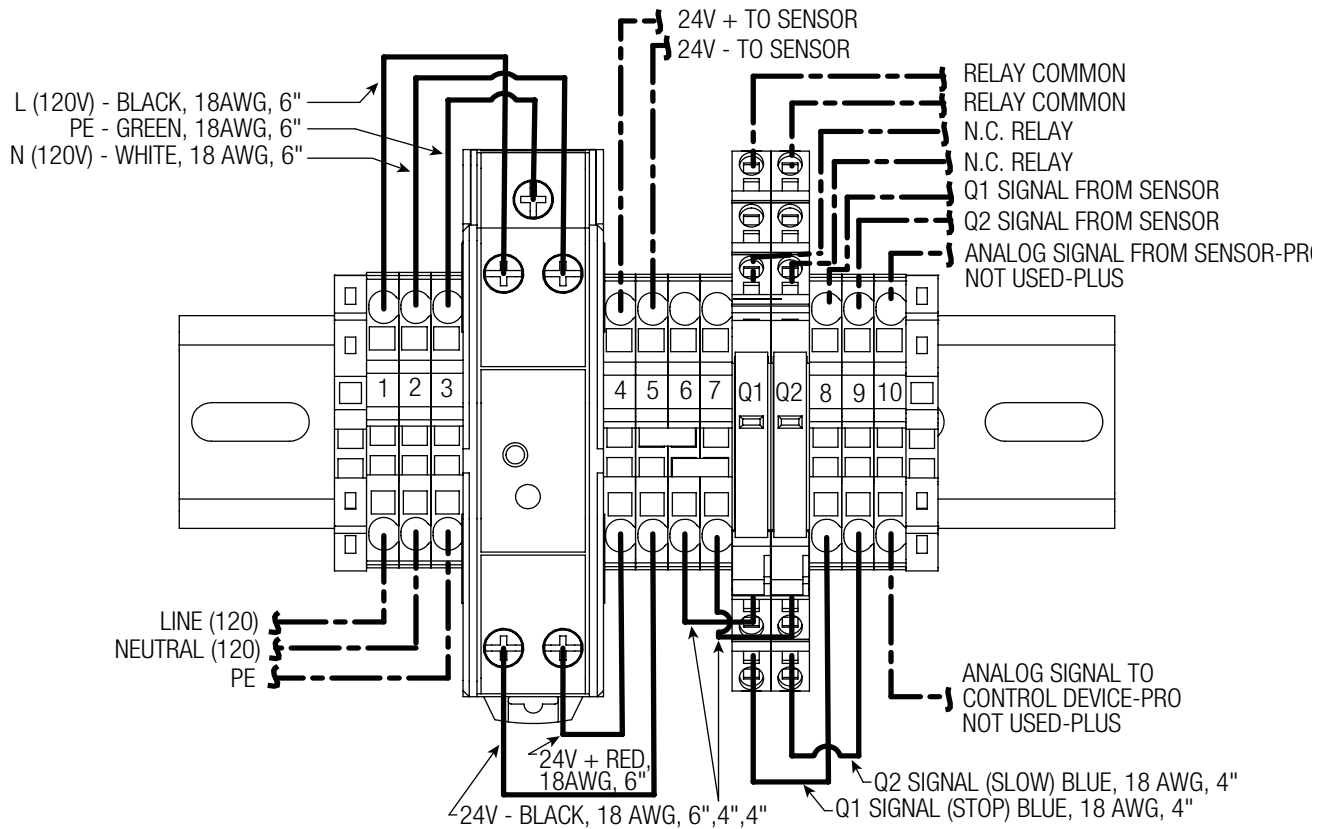 24V + TO SENSOR
24V - TO SENSOR
L (120V) - BLACK, 18AWG, 6"
PE - GREEN, 18AWG, 6"
N (120V) - WHITE, 18 AWG, 6"
RELAY COMMON
RELAY COMMON
N.C. RELAY
N.C. RELAY
Q1 SIGNAL FROM SENSOR
Q2 SIGNAL FROM SENSOR
ANALOG SIGNAL FROM SENSOR-PR
NOT USED-PLUS
1 2 3 4 5 6 7 Q1 Q2 8 9 10
LINE (120)
NEUTRAL (120)
PE
ANALOG SIGNAL TO
CONTROL DEVICE-PRO
NOT USED-PLUS
24V + RED,
18AWG, 6"
24V - BLACK, 18 AWG, 6",4",4"
Q2 SIGNAL (SLOW) BLUE, 18 AWG, 4"
Q1 SIGNAL (STOP) BLUE, 18 AWG, 4"